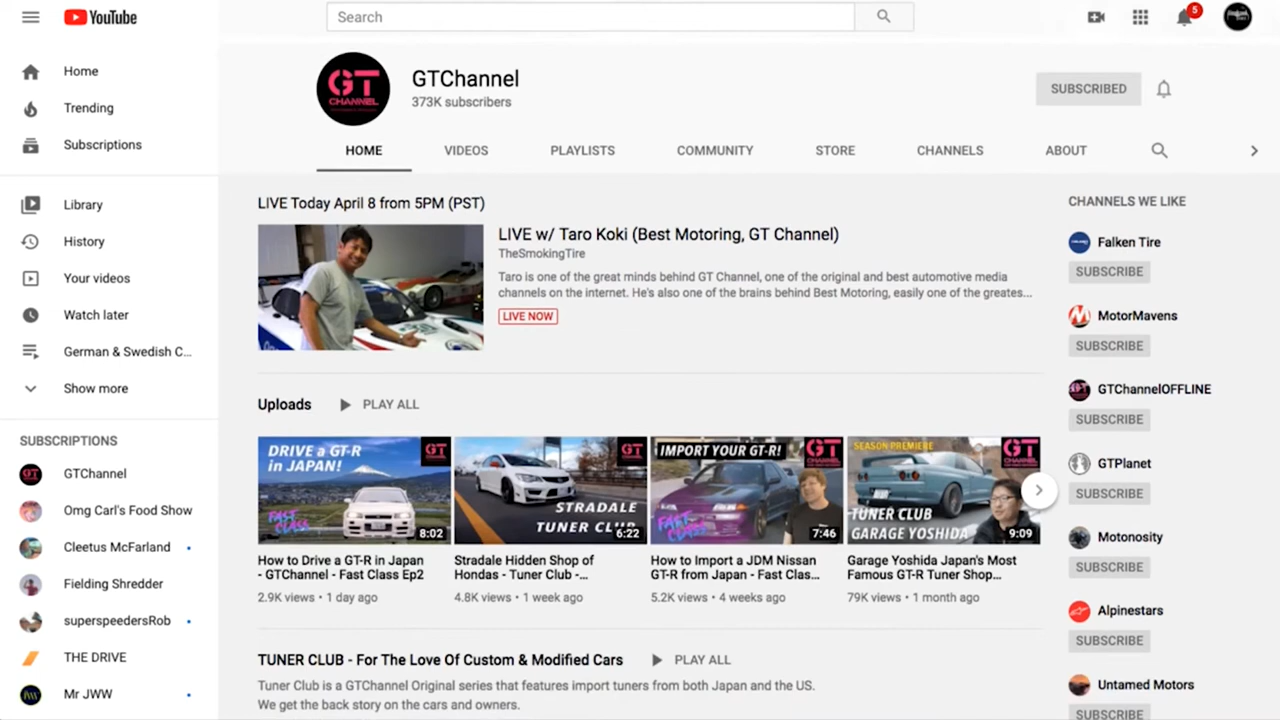 YouTube
Search
5
Home
Trending
Subscriptions
Library
History
Your videos
Watch later
German & Swedish C...
Show more
SUBSCRIPTIONS
GTChannel
Omg Carl's Food Show
Cleetus McFarland
Fielding Shredder
superspeedersRob
THE DRIVE
Mr JWW
GT
CHANNEL
GTChannel
373K subscribers
SUBSCRIBED
HOME
VIDEOS
PLAYLISTS
COMMUNITY
STORE
CHANNELS
ABOUT
LIVE Today April 8 from 5PM (PST)
LIVE w/ Taro Koki (Best Motoring, GT Channel)
TheSmokingTire
Taro is one of the great minds behind GT Channel, one of the original and best automotive media
channels on the internet. He's also one of the brains behind Best Motoring, easily one of the greates...
LIVE NOW
Uploads
PLAY ALL
DRIVE a GT-R
in JAPAN!
GT
FAST
CLASS
8:02
How to Drive a GT-R in Japan
- GTChannel - Fast Class Ep2
2.9K views • 1 day ago
GT
STRADALE
TUNER CLUB
6:22
Stradale Hidden Shop of
Hondas - Tuner Club -...
4.8K views • 1 week ago
IMPORT YOUR GT-R!
GT
FAST
CLASS
7:46
How to Import a JDM Nissan
GT-R from Japan - Fast Clas...
5.2K views • 4 weeks ago
SEASON PREMIERE
GT
TUNER CLUB
GARAGE YOSHIDA
9:09
Garage Yoshida Japan's Most
Famous GT-R Tuner Shop...
79K views • 1 month ago
TUNER CLUB - For The Love Of Custom & Modified Cars
PLAY ALL
Tuner Club is a GTChannel Original series that features import tuners from both Japan and the US.
We get the back story on the cars and owners.
CHANNELS WE LIKE
Falken Tire
SUBSCRIBE
MotorMavens
SUBSCRIBE
GTChannelOFFLINE
SUBSCRIBE
GTPlanet
SUBSCRIBE
Motonosity
SUBSCRIBE
Alpinestars
SUBSCRIBE
Untamed Motors
SUBSCRIBE